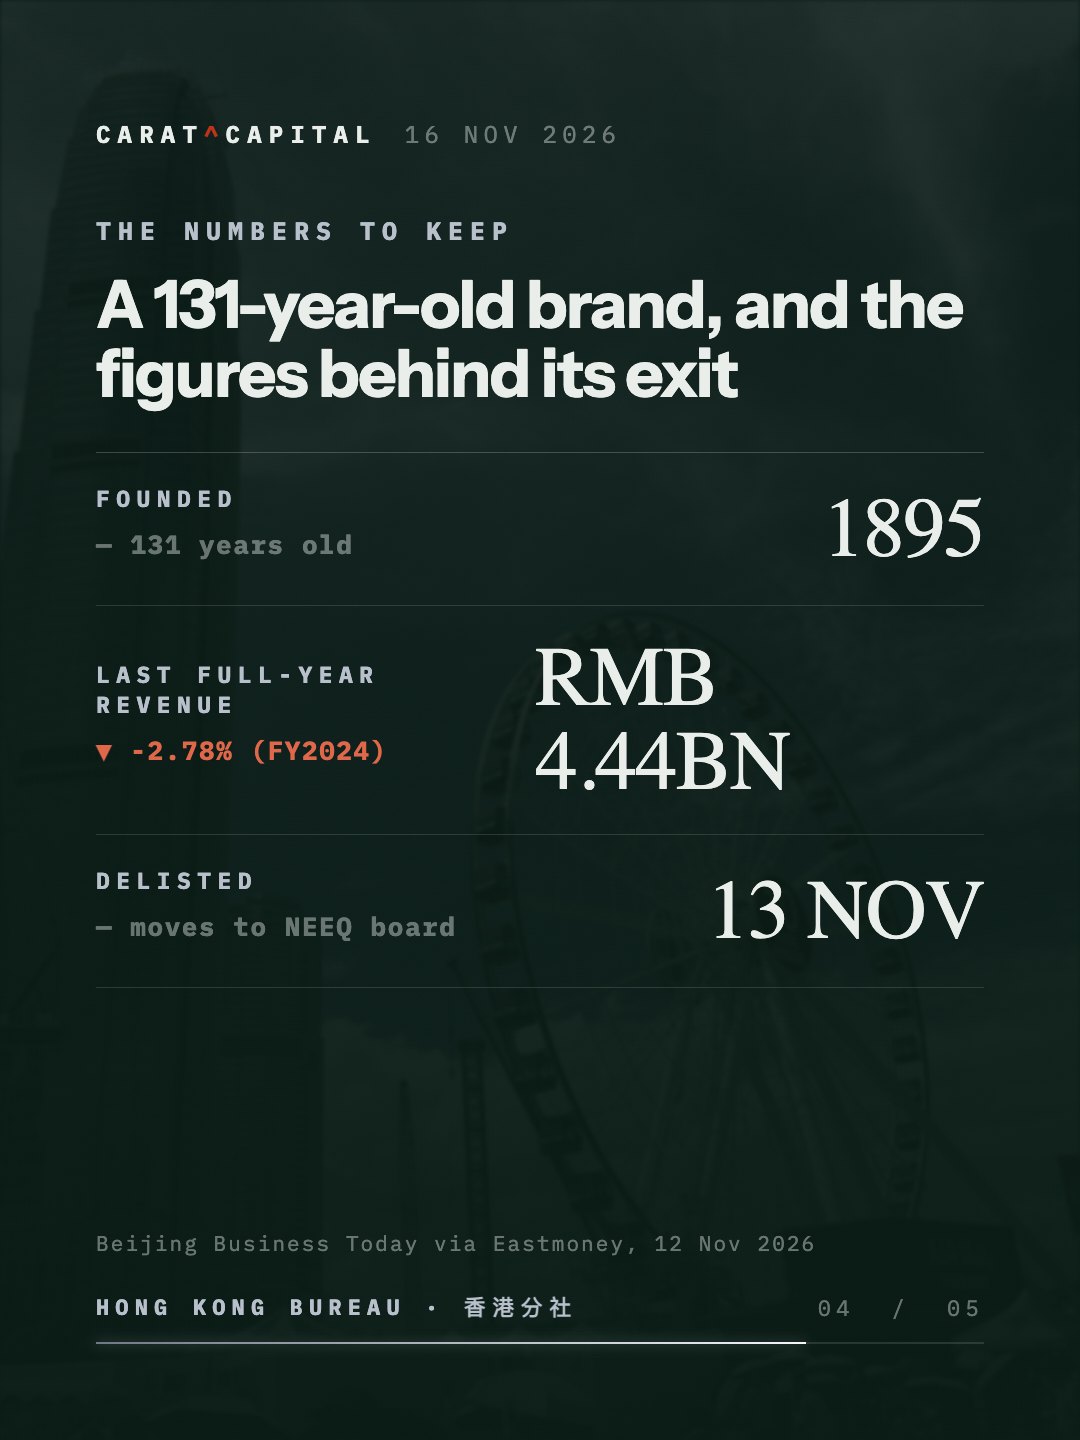 CARAT^CAPITAL 16 NOV 2026
THE NUMBERS TO KEEP
A 131-year-old brand, and the
figures behind its exit
FOUNDED
— 131 years old
1895
LAST FULL-YEAR
REVENUE
▼ -2.78% (FY2024)
RMB
4.44BN
DELISTED
— moves to NEEQ board
13 NOV
Beijing Business Today via Eastmoney, 12 Nov 2026
HONG KONG BUREAU · 香港分社
04 / 05